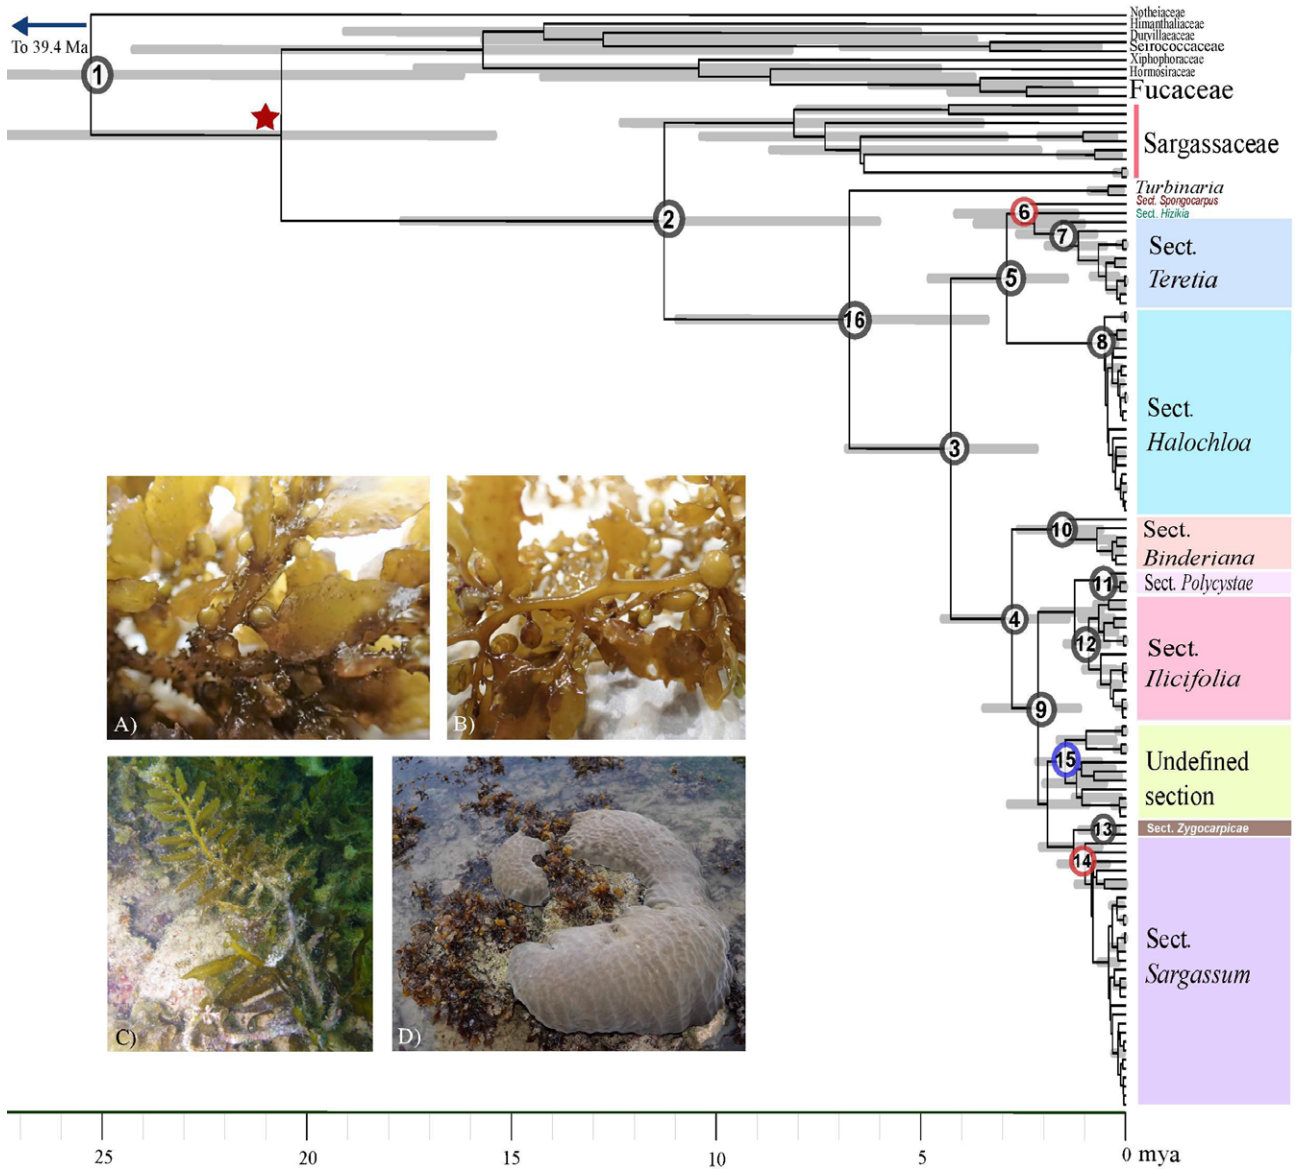 To 39.4 Ma
Notheiaceae
Himanthaliaceae
Durvillaeaceae
Seirococcaceae
Xiphophoraceae
Hormosiraceae
Fucaceae
Sargassaceae
Turbinaria
Sect. Spongocarpus
Sect. Hizikia
Sect.
Teretia
Sect.
Halochloa
Sect.
Binderiana
Sect. Polycystae
Sect.
Ilicifolia
Undefined
section
Sect. Zygocarpicae
Sect.
Sargassum
1
2
16
3
5
6
7
8
4
10
11
12
9
15
13
14
A)
B)
C)
D)
25
20
15
10
5
0 mya